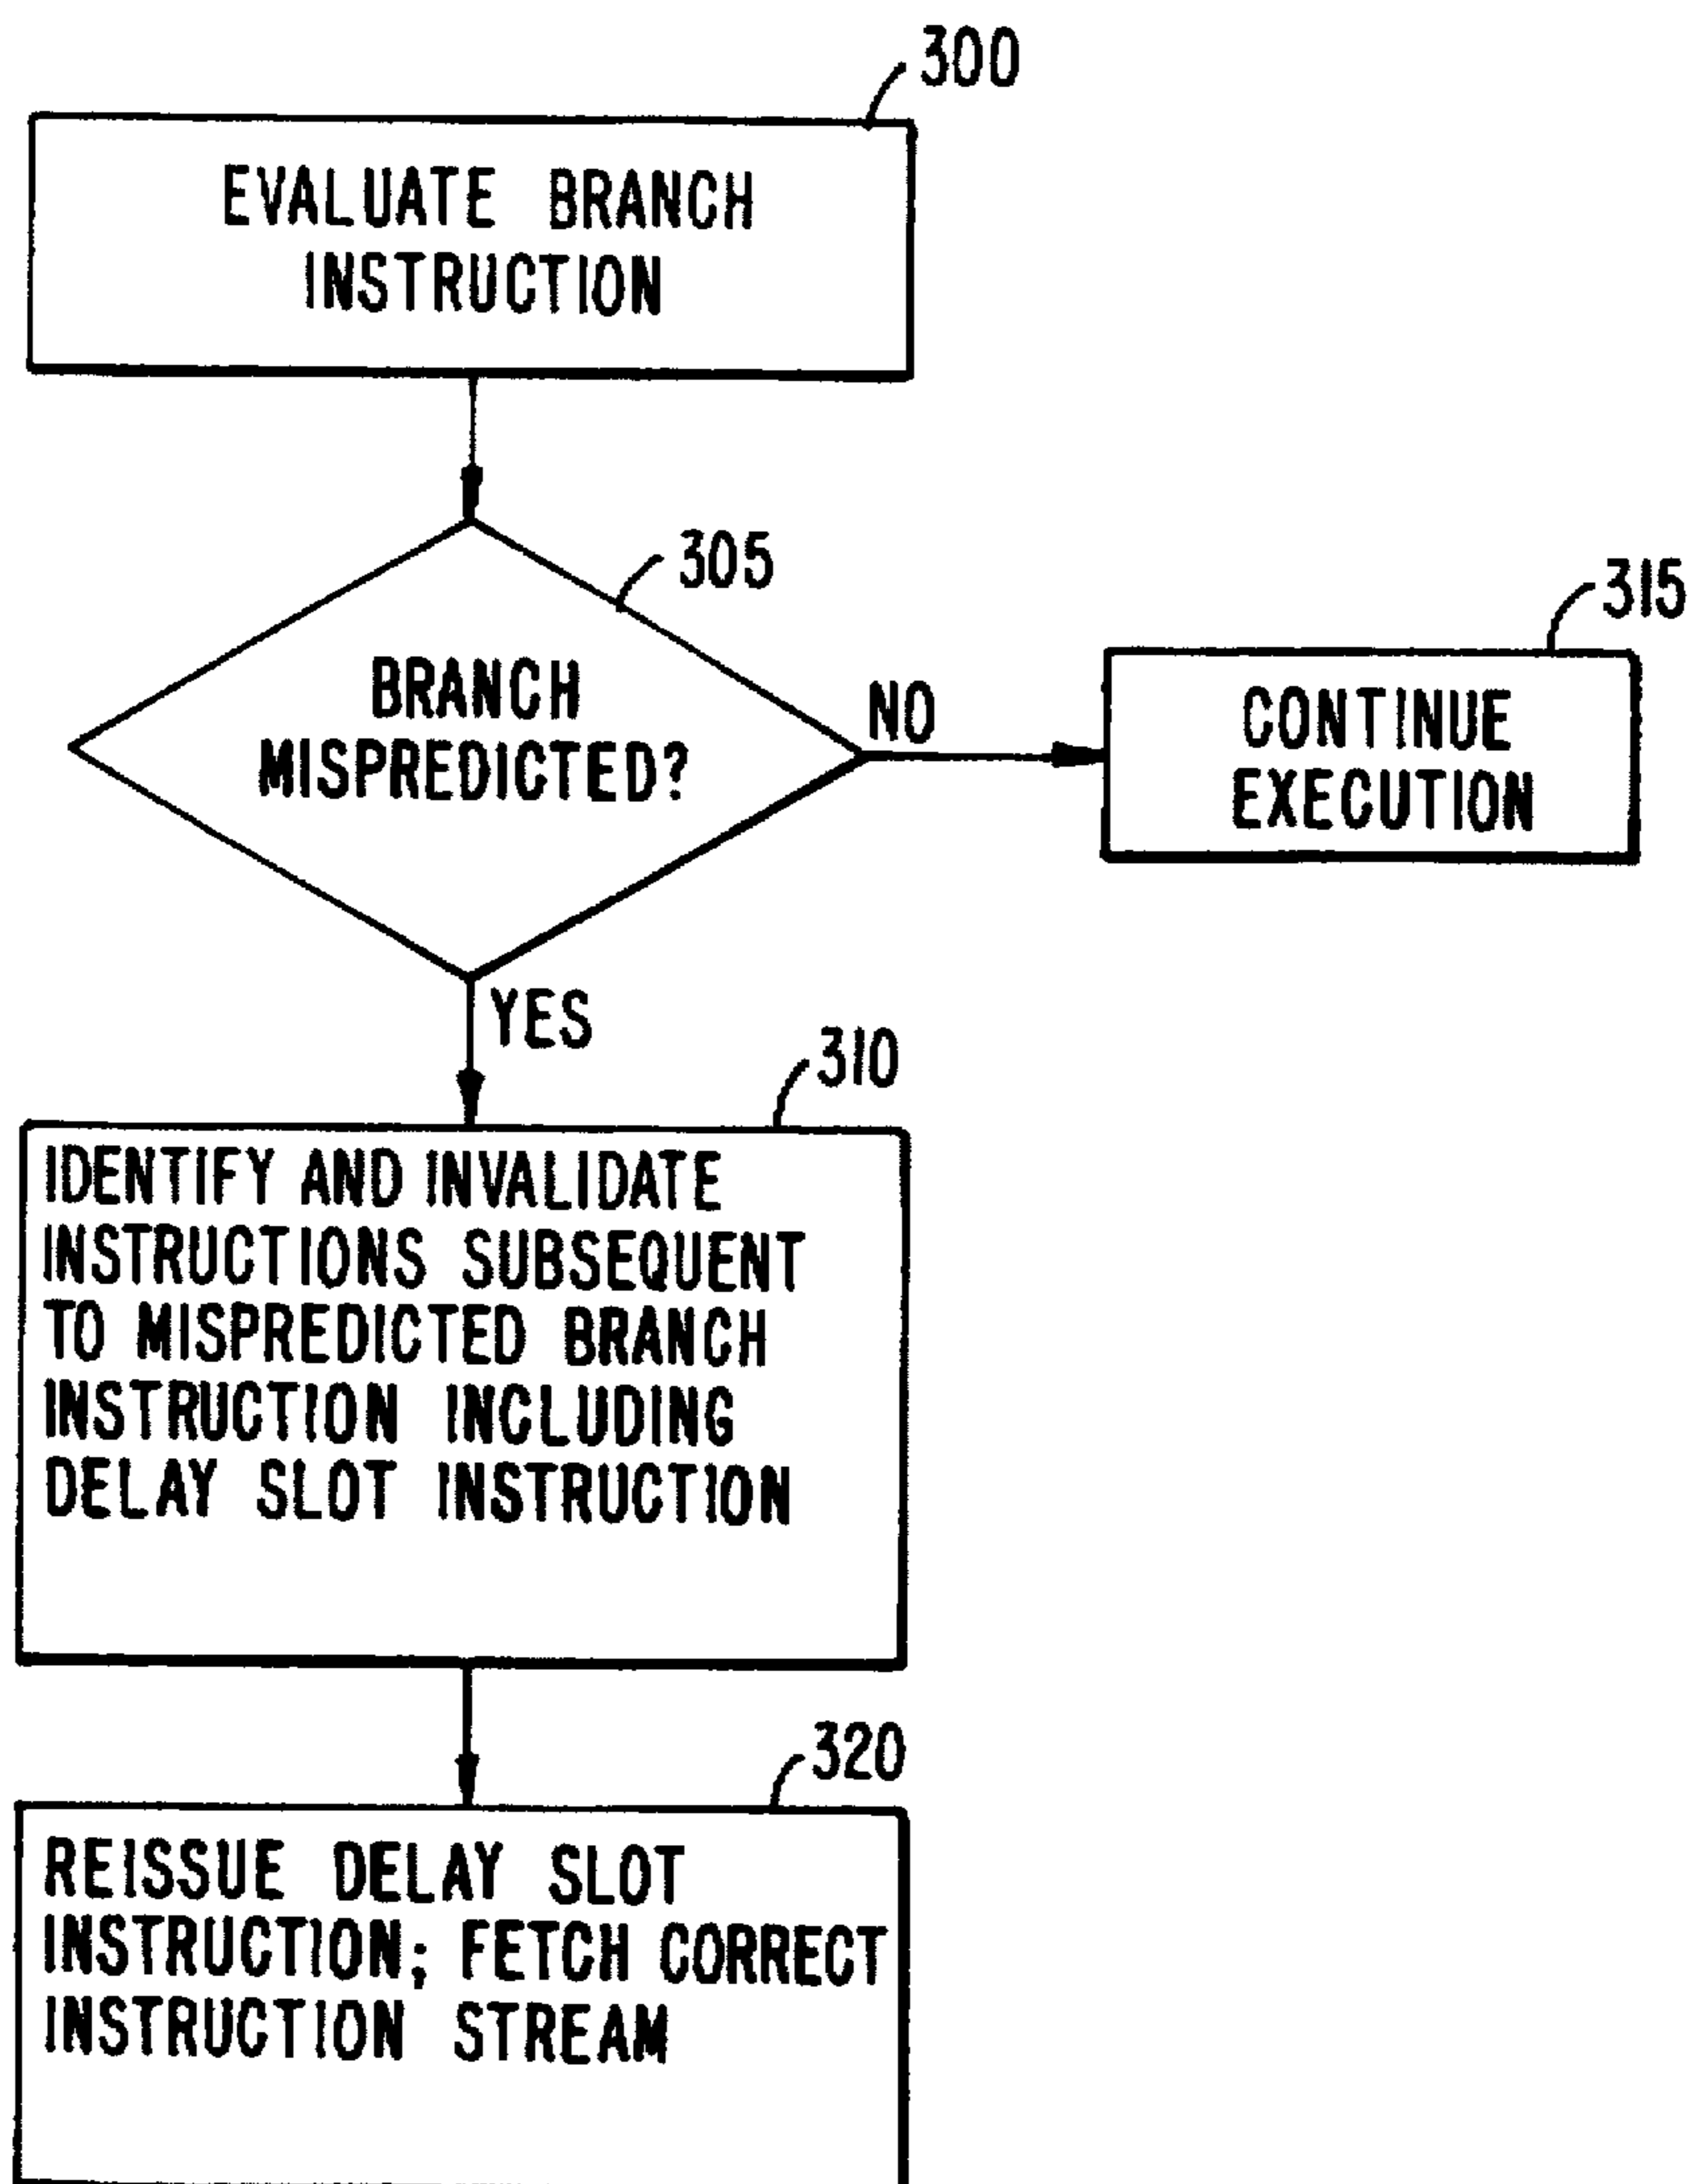 300
EVALUATE BRANCH
INSTRUCTION
305
BRANCH
MISPREDICTED?
NO
315
CONTINUE
EXECUTION
YES
310
IDENTIFY AND INVALIDATE
INSTRUCTIONS SUBSEQUENT
TO MISPREDICTED BRANCH
INSTRUCTION INCLUDING
DELAY SLOT INSTRUCTION
320
REISSUE DELAY SLOT
INSTRUCTION; FETCH CORRECT
INSTRUCTION STREAM